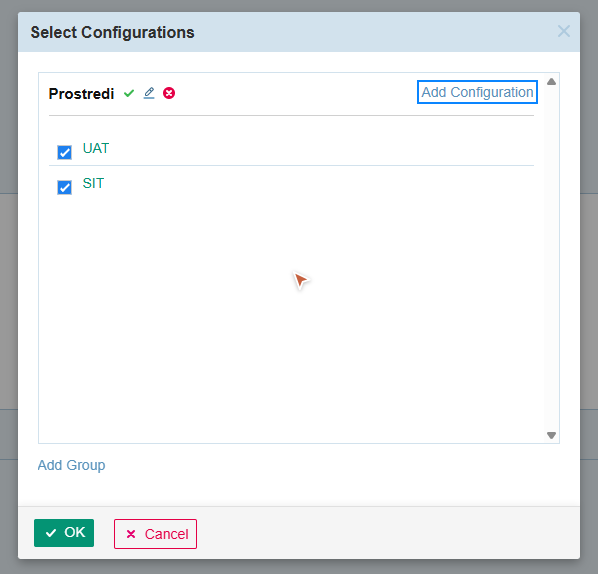 Select Configurations
Prostredi
Add Configuration
UAT
SIT
Add Group
OK
Cancel